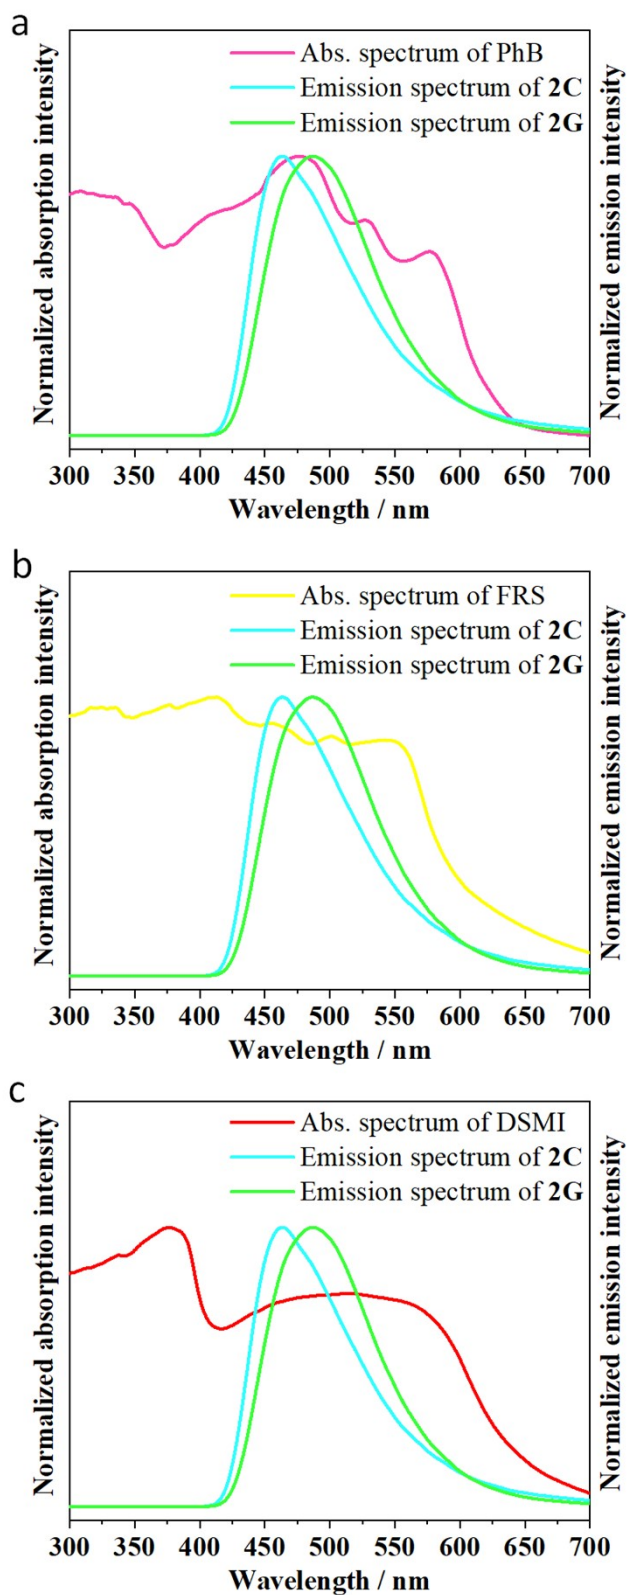 a
Normalized absorption intensity
Abs. spectrum of PhB
Emission spectrum of 2C
Emission spectrum of 2G
Normalized emission intensity
300 350 400 450 500 550 600 650 700
Wavelength / nm
b
Normalized absorption intensity
Abs. spectrum of FRS
Emission spectrum of 2C
Emission spectrum of 2G
Normalized emission intensity
300 350 400 450 500 550 600 650 700
Wavelength / nm
c
Normalized absorption intensity
Abs. spectrum of DSMI
Emission spectrum of 2C
Emission spectrum of 2G
Normalized emission intensity
300 350 400 450 500 550 600 650 700
Wavelength / nm